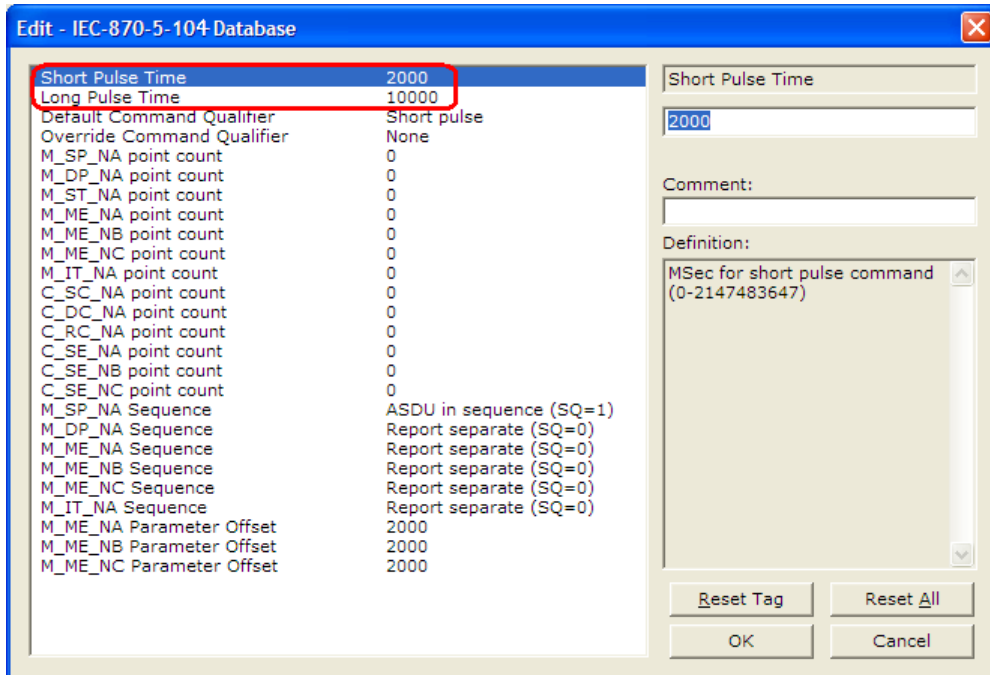 Edit - IEC-870-5-104 Database
Short Pulse Time 2000
Long Pulse Time 10000
Default Command Qualifier Short pulse
Override Command Qualifier None
M_SP_NA point count 0
M_DP_NA point count 0
M_ST_NA point count 0
M_ME_NA point count 0
M_ME_NB point count 0
M_ME_NC point count 0
M_IT_NA point count 0
C_SC_NA point count 0
C_DC_NA point count 0
C_RC_NA point count 0
C_SE_NA point count 0
C_SE_NB point count 0
C_SE_NC point count 0
M_SP_NA Sequence ASDU in sequence (SQ=1)
M_DP_NA Sequence Report separate (SQ=0)
M_ME_NA Sequence Report separate (SQ=0)
M_ME_NB Sequence Report separate (SQ=0)
M_ME_NC Sequence Report separate (SQ=0)
M_IT_NA Sequence Report separate (SQ=0)
M_ME_NA Parameter Offset 2000
M_ME_NB Parameter Offset 2000
M_ME_NC Parameter Offset 2000
Short Pulse Time
2000
Comment:
Definition:
MSec for short pulse command
(0-2147483647)
Reset Tag Reset All
OK Cancel